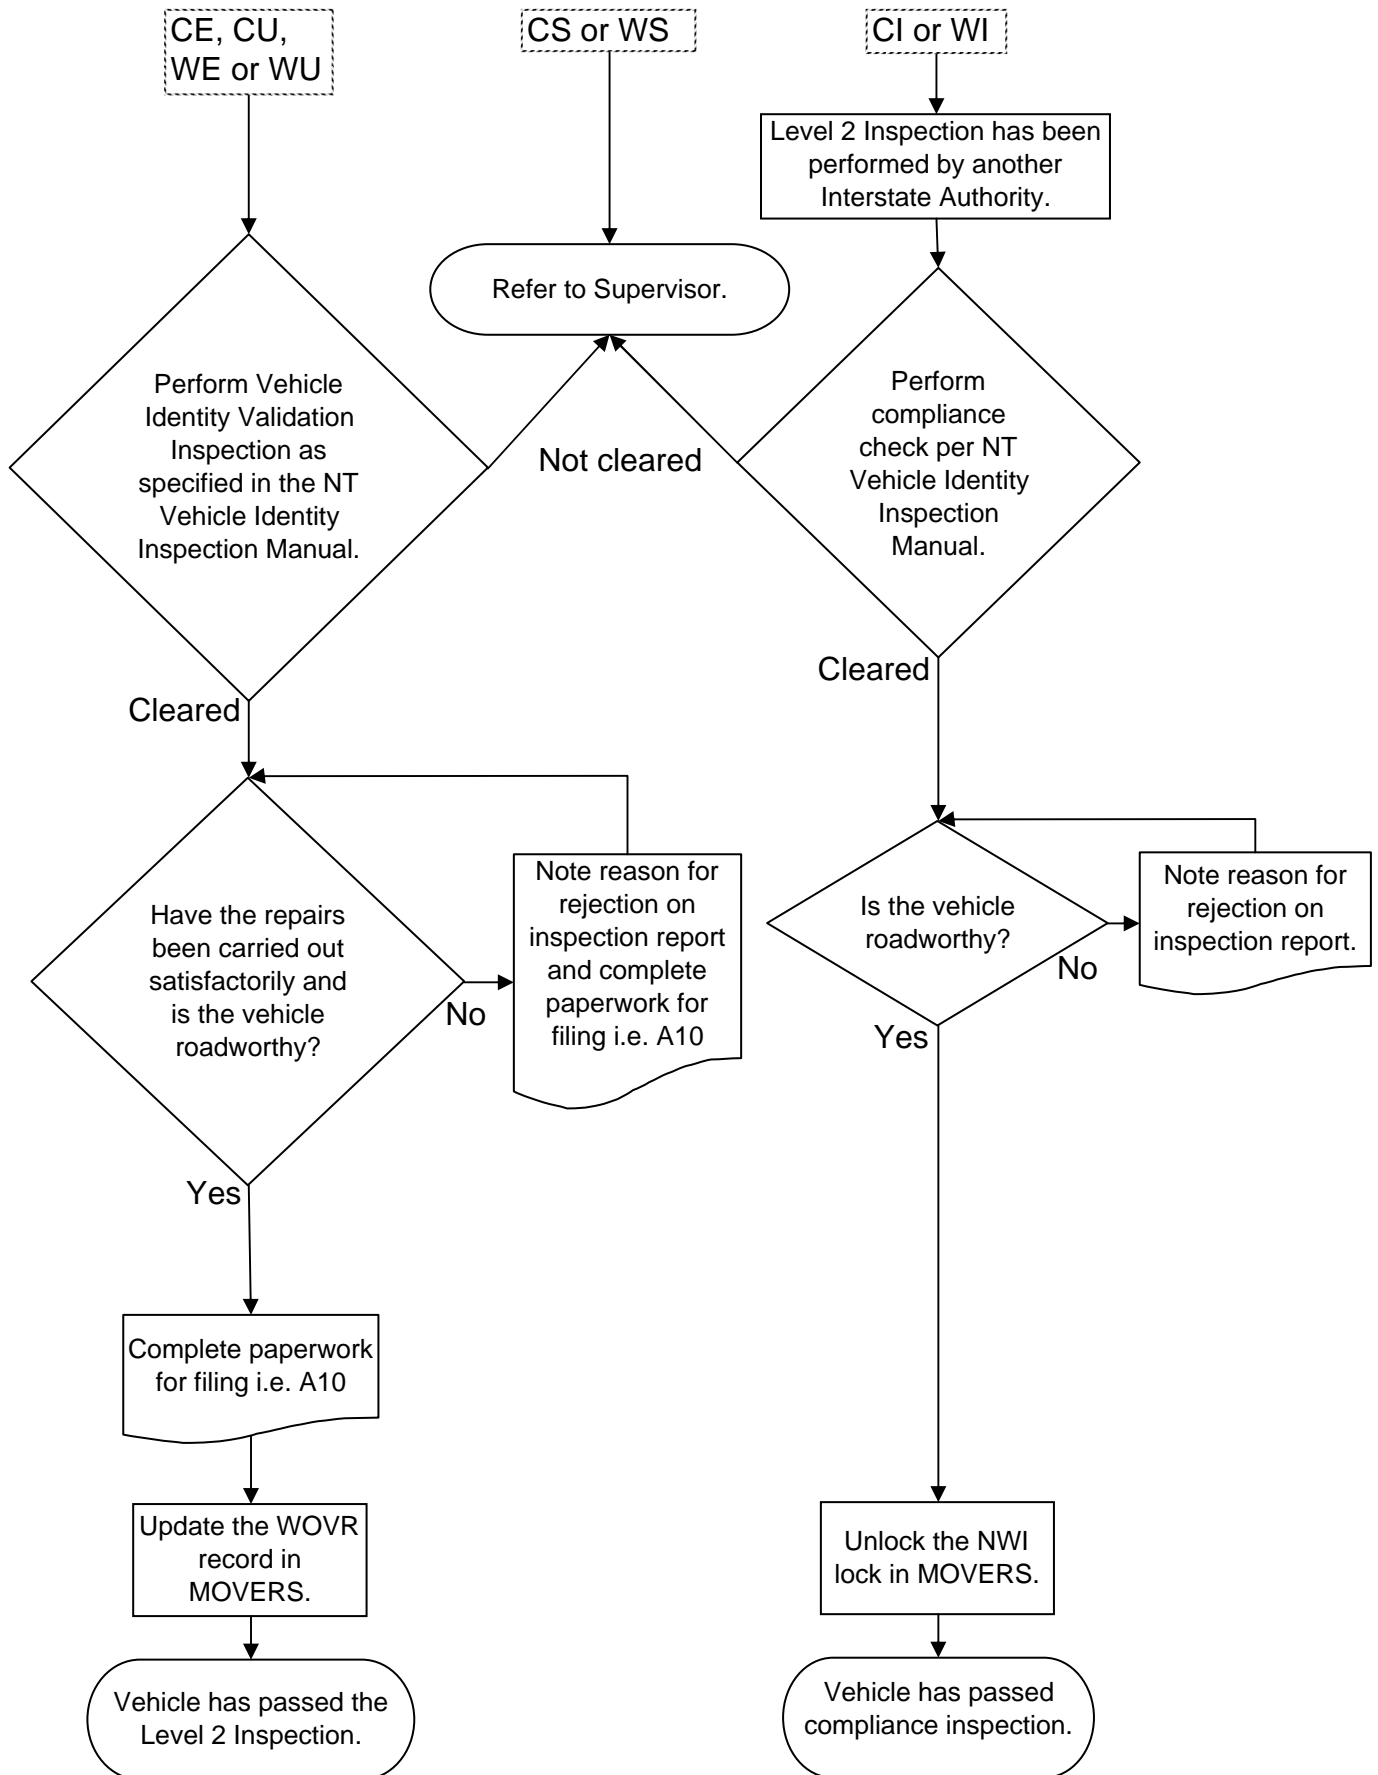 CE, CU,
WE or WU
CS or WS
CI or WI
Level 2 Inspection has been
performed by another
Interstate Authority.
Refer to Supervisor.
Perform Vehicle
Identity Validation
Inspection as
specified in the NT
Vehicle Identity
Inspection Manual.
Not cleared
Perform
compliance
check per NT
Vehicle Identity
Inspection
Manual.
Cleared
Cleared
Have the repairs
been carried out
satisfactorily and
is the vehicle
roadworthy?
No
Note reason for
rejection on
inspection report
and complete
paperwork for
filing i.e. A10
Is the vehicle
roadworthy?
No
Note reason for
rejection on
inspection report.
Yes
Yes
Complete paperwork
for filing i.e. A10
Update the WOVR
record in
MOVERS.
Unlock the NWI
lock in MOVERS.
Vehicle has passed the
Level 2 Inspection.
Vehicle has passed
compliance inspection.